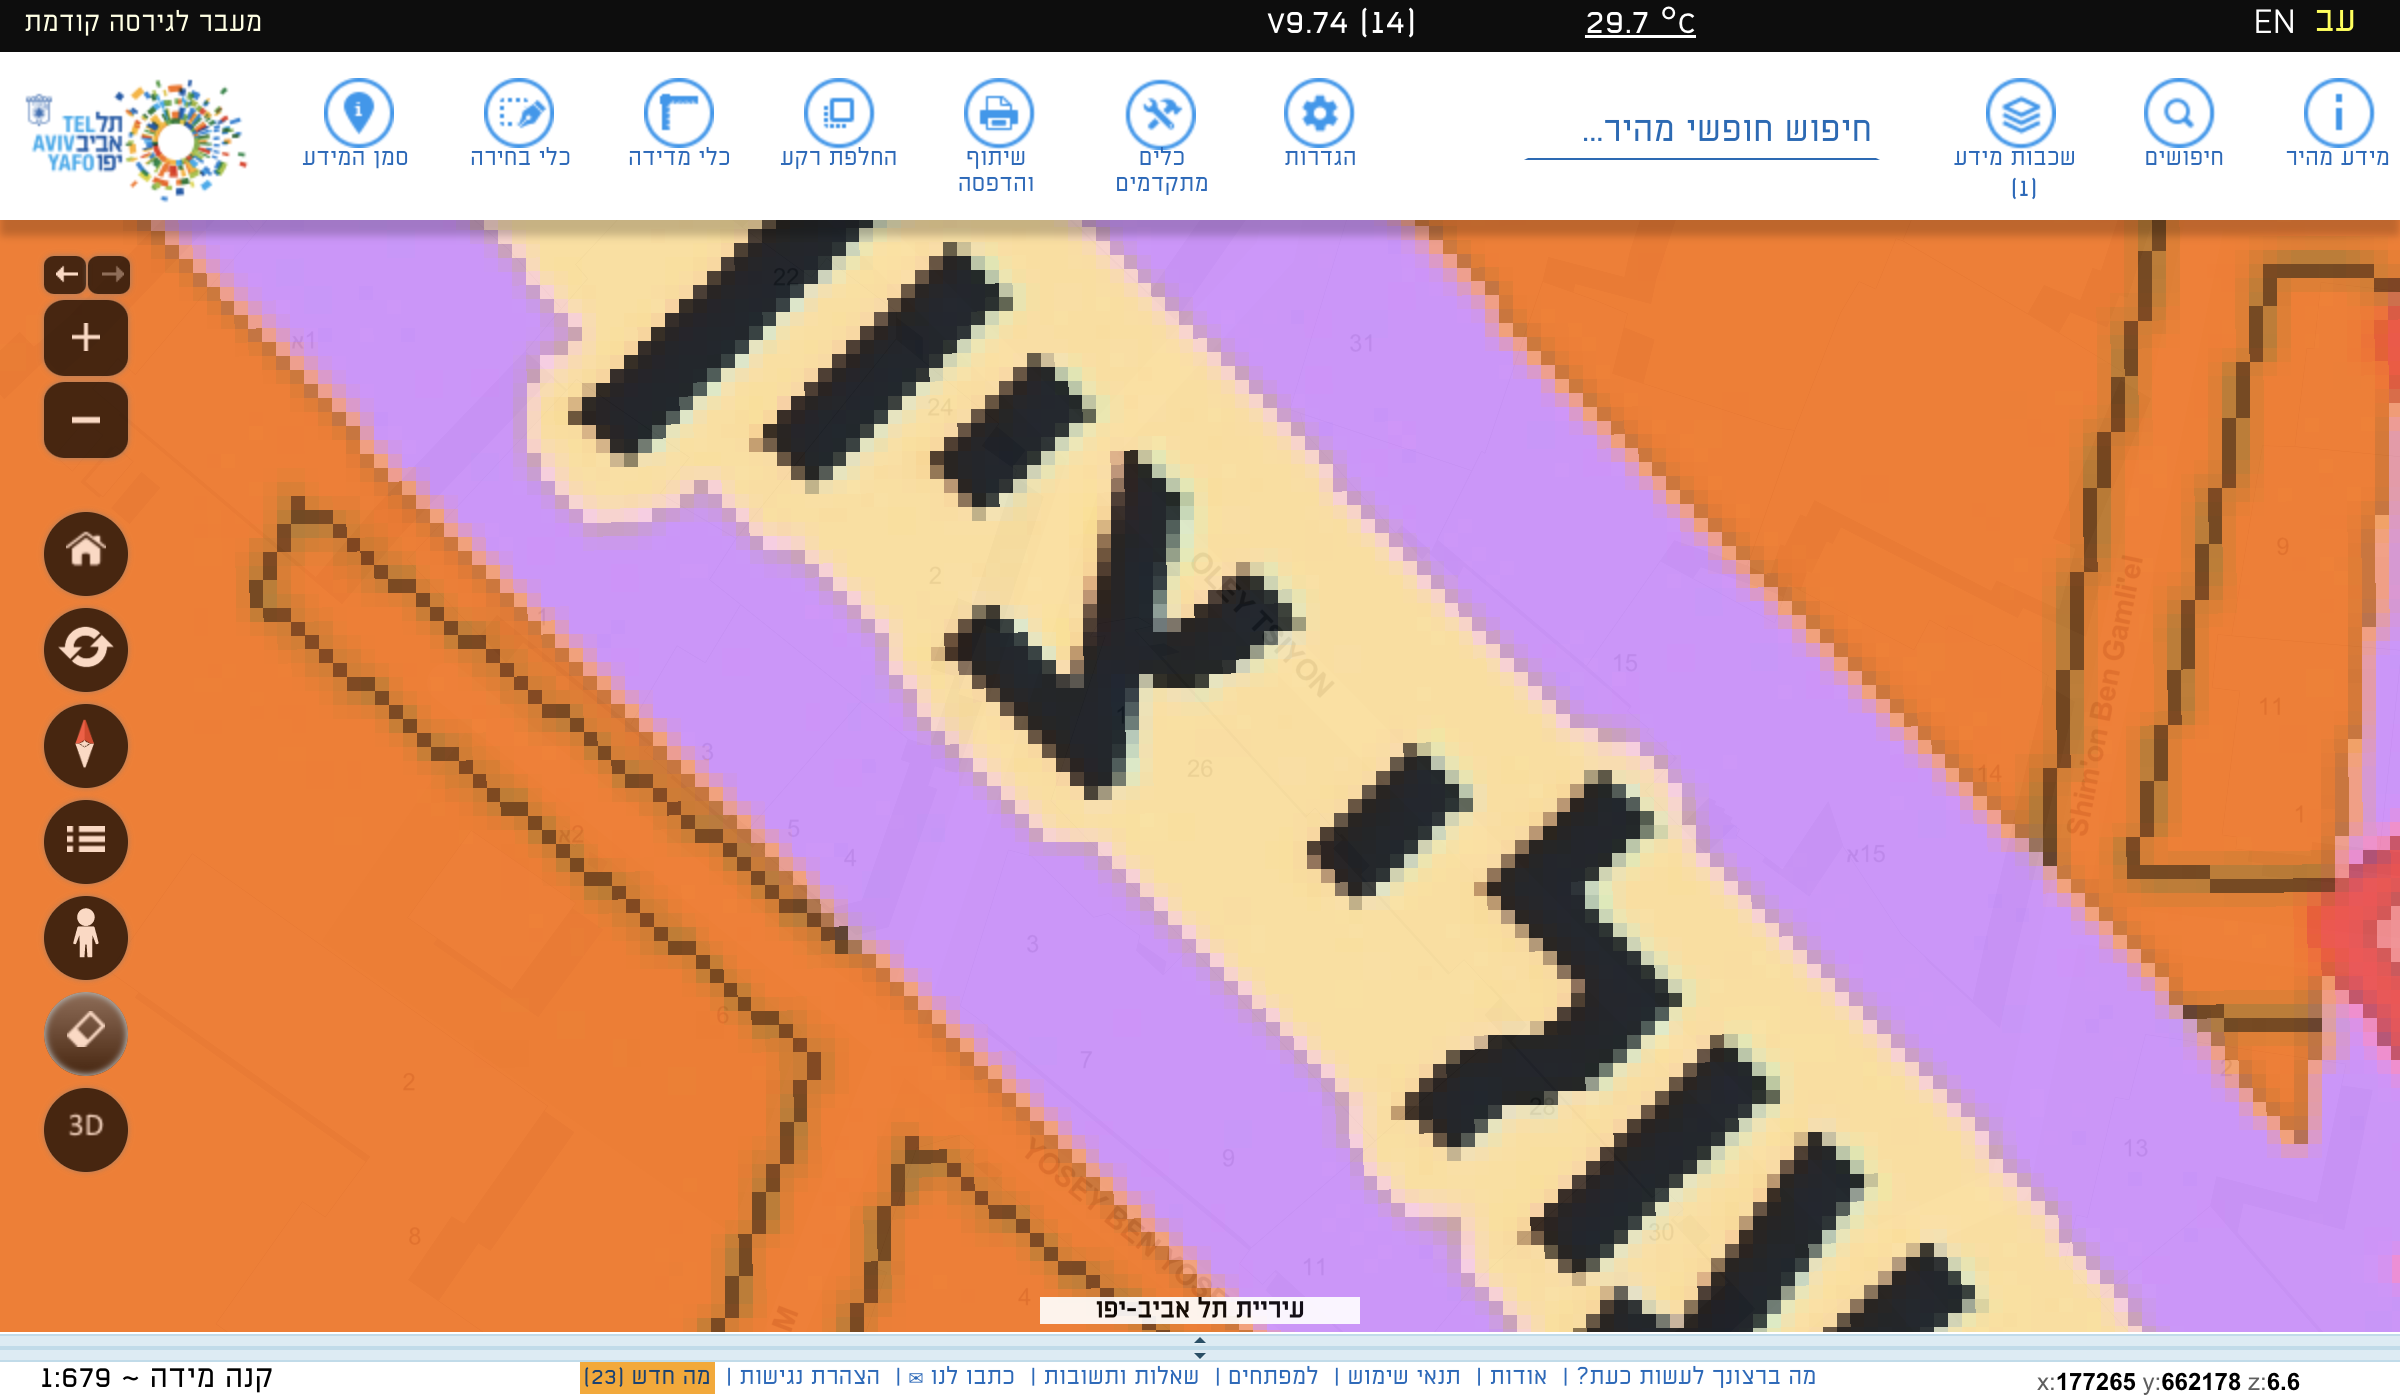 מעבר לגירסה קודמת
V9.74 (14)
29.7 °C
EN עב
תל אביב יפו
TEL AVIV YAFO
סמן המידע
כלי בחירה
כלי מדידה
החלפת רקע
שיתוף והדפסה
כלים מתקדמים
הגדרות
חיפוש חופשי מהיר...
שכבות מידע (1)
חיפושים
מידע מהיר
22
31
א1
24
2
OLEY TSIYON
9
15
11
Shim'on Ben Gamli'el
1
26
3
14
1
א2
5
4
א15
3
6
7
2
28
2
13
9
YOSEY BEN YOSE
30
8
11
4
M
3D
עיריית תל אביב-יפו
קנה מידה ~ 1:679
מה ברצונך לעשות כעת? | אודות | תנאי שימוש | למפתחים | שאלות ותשובות | כתבו לנו ✉ | הצהרת נגישות | מה חדש (23)
x:177265 y:662178 z:6.6